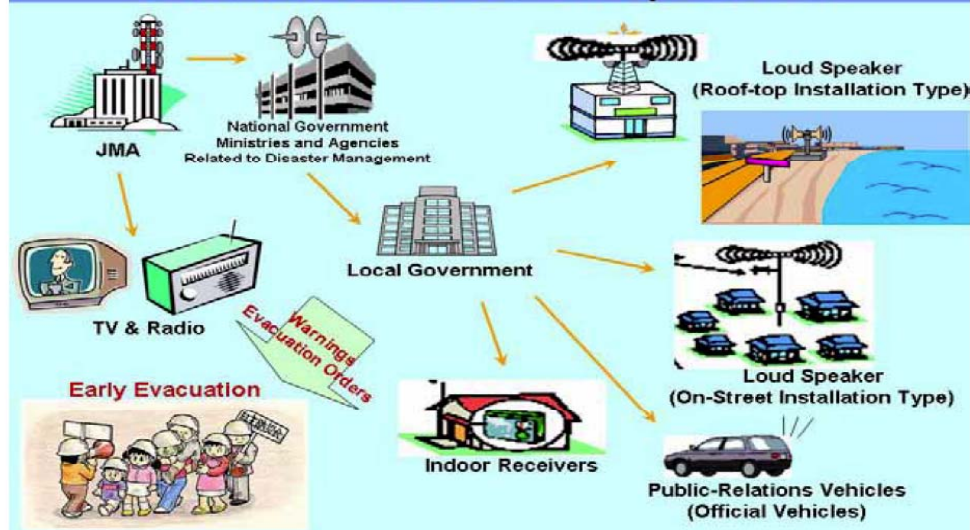 JMA
National Government
Ministries and Agencies
Related to Disaster Management
Loud Speaker
(Roof-top Installation Type)
Local Government
TV & Radio
Warnings
Evacuation Orders
Early Evacuation
Loud Speaker
(On-Street Installation Type)
Indoor Receivers
Public-Relations Vehicles
(Official Vehicles)